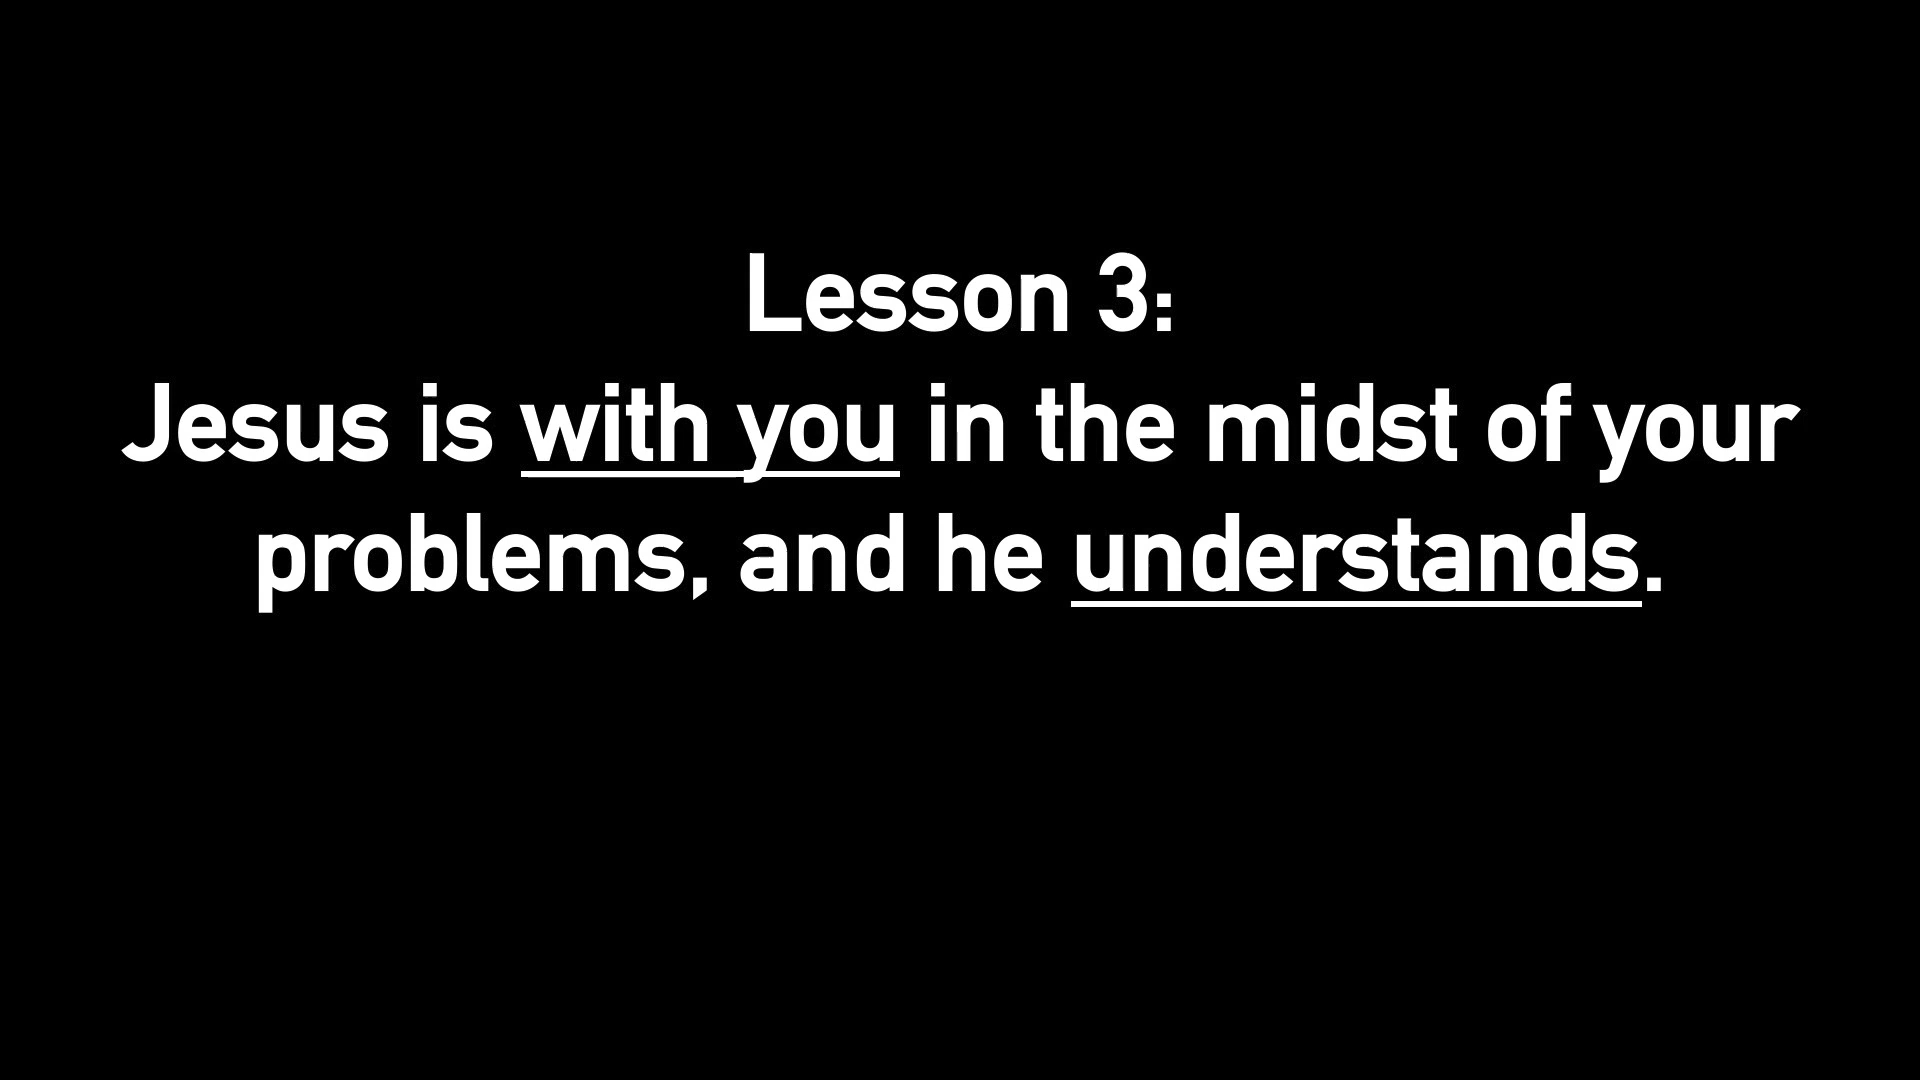 Lesson 3:
Jesus is with you in the midst of your
problems, and he understands.